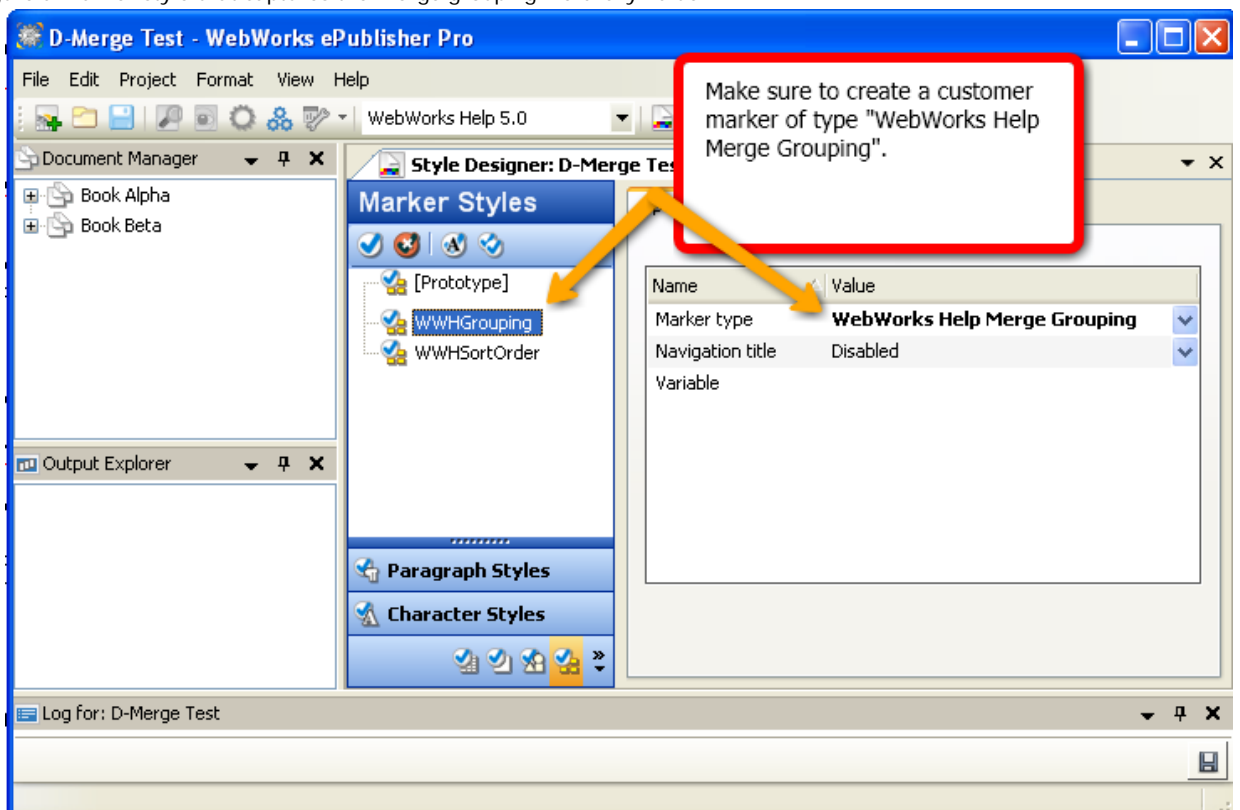 D-Merge Test - WebWorks ePublisher Pro
File Edit Project Format View Help
WebWorks Help 5.0
Make sure to create a customer
marker of type "WebWorks Help
Merge Grouping".
Document Manager
Book Alpha
Book Beta
Style Designer: D-Merge Tes
Marker Styles
[Prototype]
WWHGrouping
WWHSortOrder
Name Value
Marker type WebWorks Help Merge Grouping
Navigation title Disabled
Variable
Output Explorer
Paragraph Styles
Character Styles
Log for: D-Merge Test